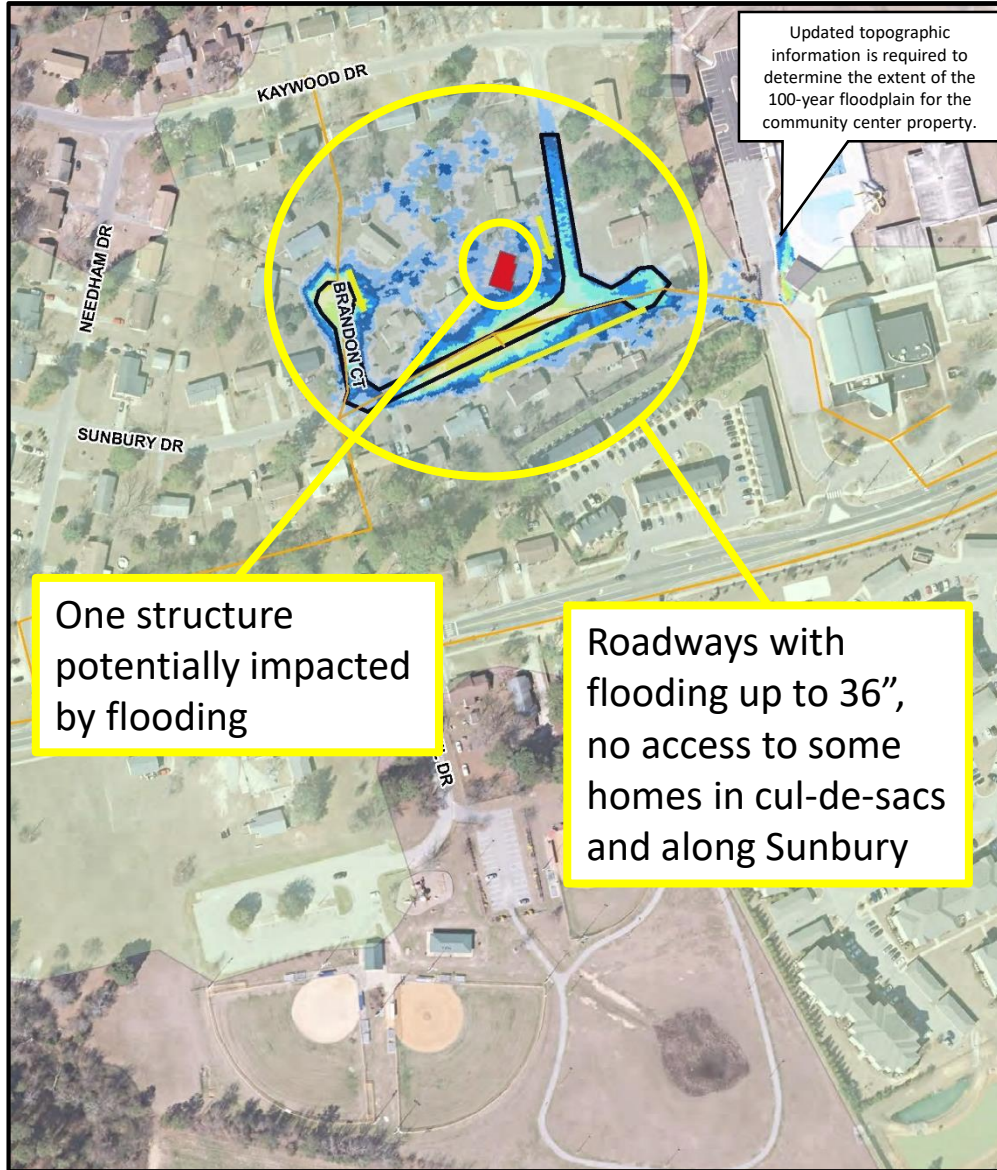 Updated topographic
information is required to
determine the extent of the
100-year floodplain for the
community center property.
KAYWOOD DR
NEEDHAM DR
BRANDON CT
SUNBURY DR
One structure
potentially impacted
by flooding
Roadways with
flooding up to 36”,
no access to some
homes in cul-de-sacs
and along Sunbury
DR